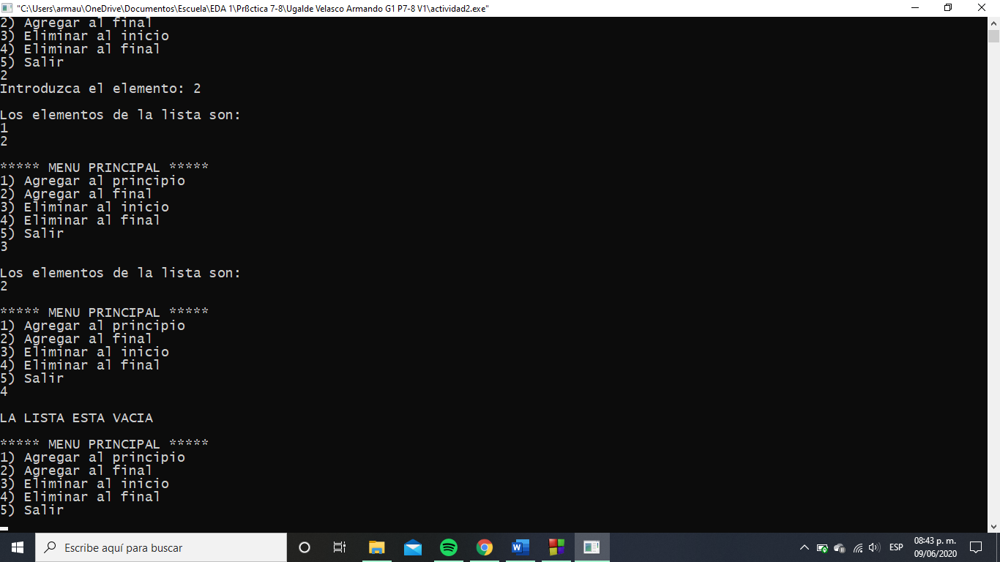 "C:\Users\armau\OneDrive\Documentos\Escuela\EDA 1\Prßctica 7-8\Ugalde Velasco Armando G1 P7-8 V1\actividad2.exe"
2) Agregar al final
3) Eliminar al inicio
4) Eliminar al final
5) Salir
2
Introduzca el elemento: 2
Los elementos de la lista son:
1
2
***** MENU PRINCIPAL *****
1) Agregar al principio
2) Agregar al final
3) Eliminar al inicio
4) Eliminar al final
5) Salir
3
Los elementos de la lista son:
2
***** MENU PRINCIPAL *****
1) Agregar al principio
2) Agregar al final
3) Eliminar al inicio
4) Eliminar al final
5) Salir
4
LA LISTA ESTA VACIA
***** MENU PRINCIPAL *****
1) Agregar al principio
2) Agregar al final
3) Eliminar al inicio
4) Eliminar al final
5) Salir
Escribe aquí para buscar
ESP
08:43 p. m.
09/06/2020